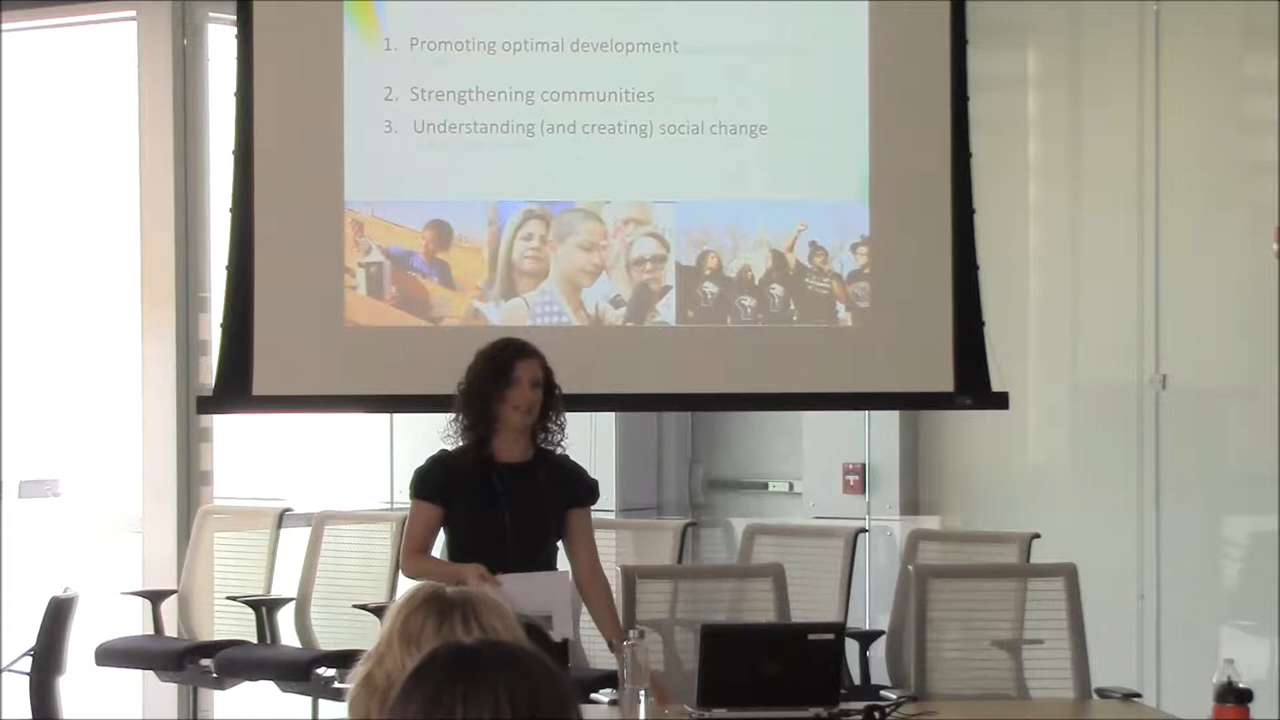 1. Promoting optimal development
2. Strengthening communities
3. Understanding (and creating) social change